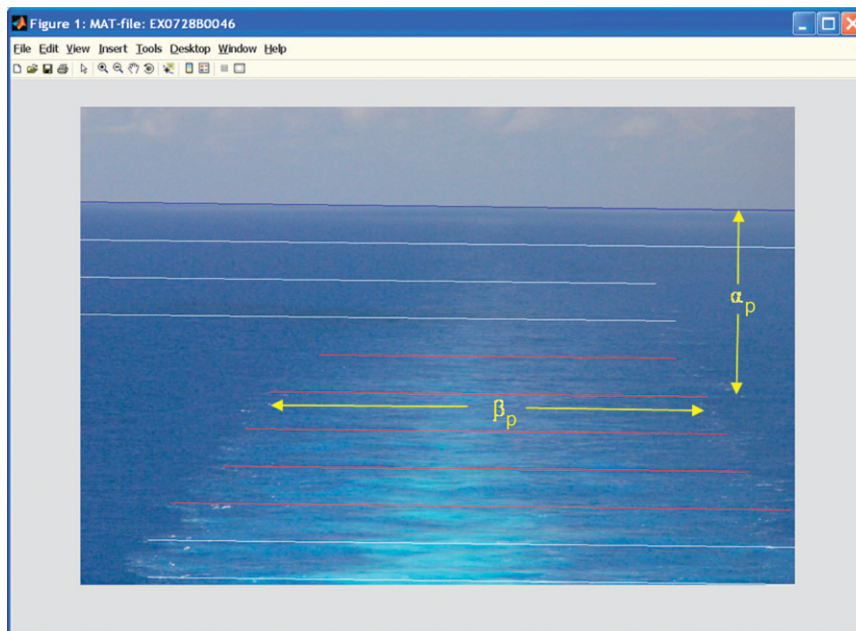 Figure 1: MAT-file: EX0728B0046
File Edit View Insert Tools Desktop Window Help
αp
βp